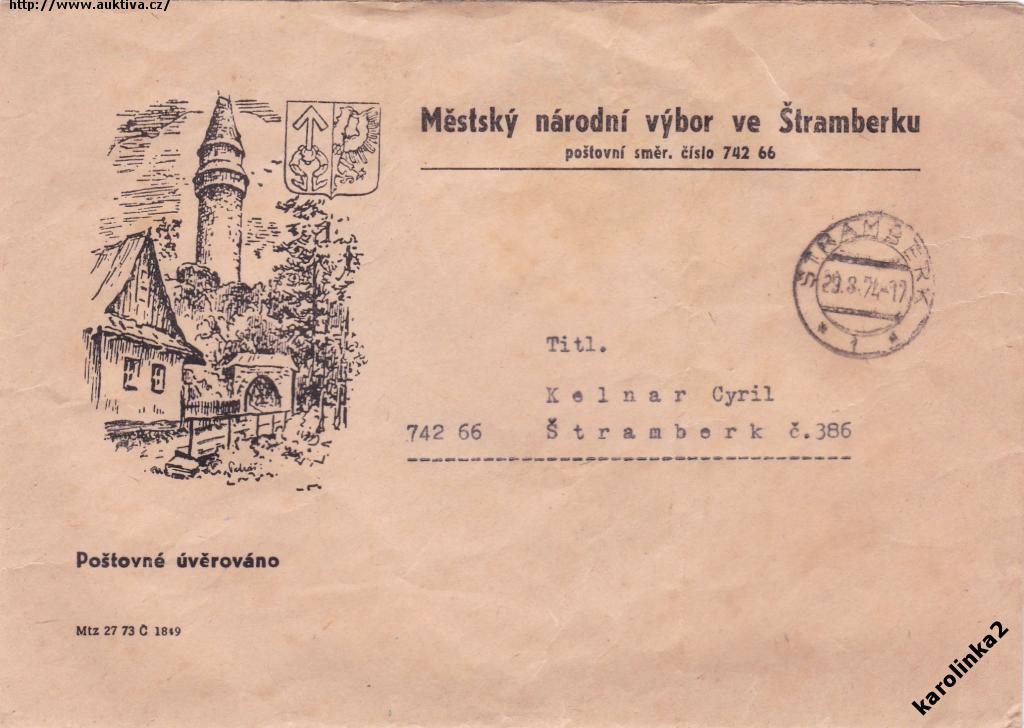 http://www.auktiva.cz/
Městský národní výbor ve Štramberku
poštovní směr. číslo 742 66
ŠTRAMBERK
29.8.74-17
* 1 *
Titl.
Kelnar Cyril
742 66 Štramberk č.386
Poštovné úvěrováno
Mtz 27 73 Č 1849
karolinka2